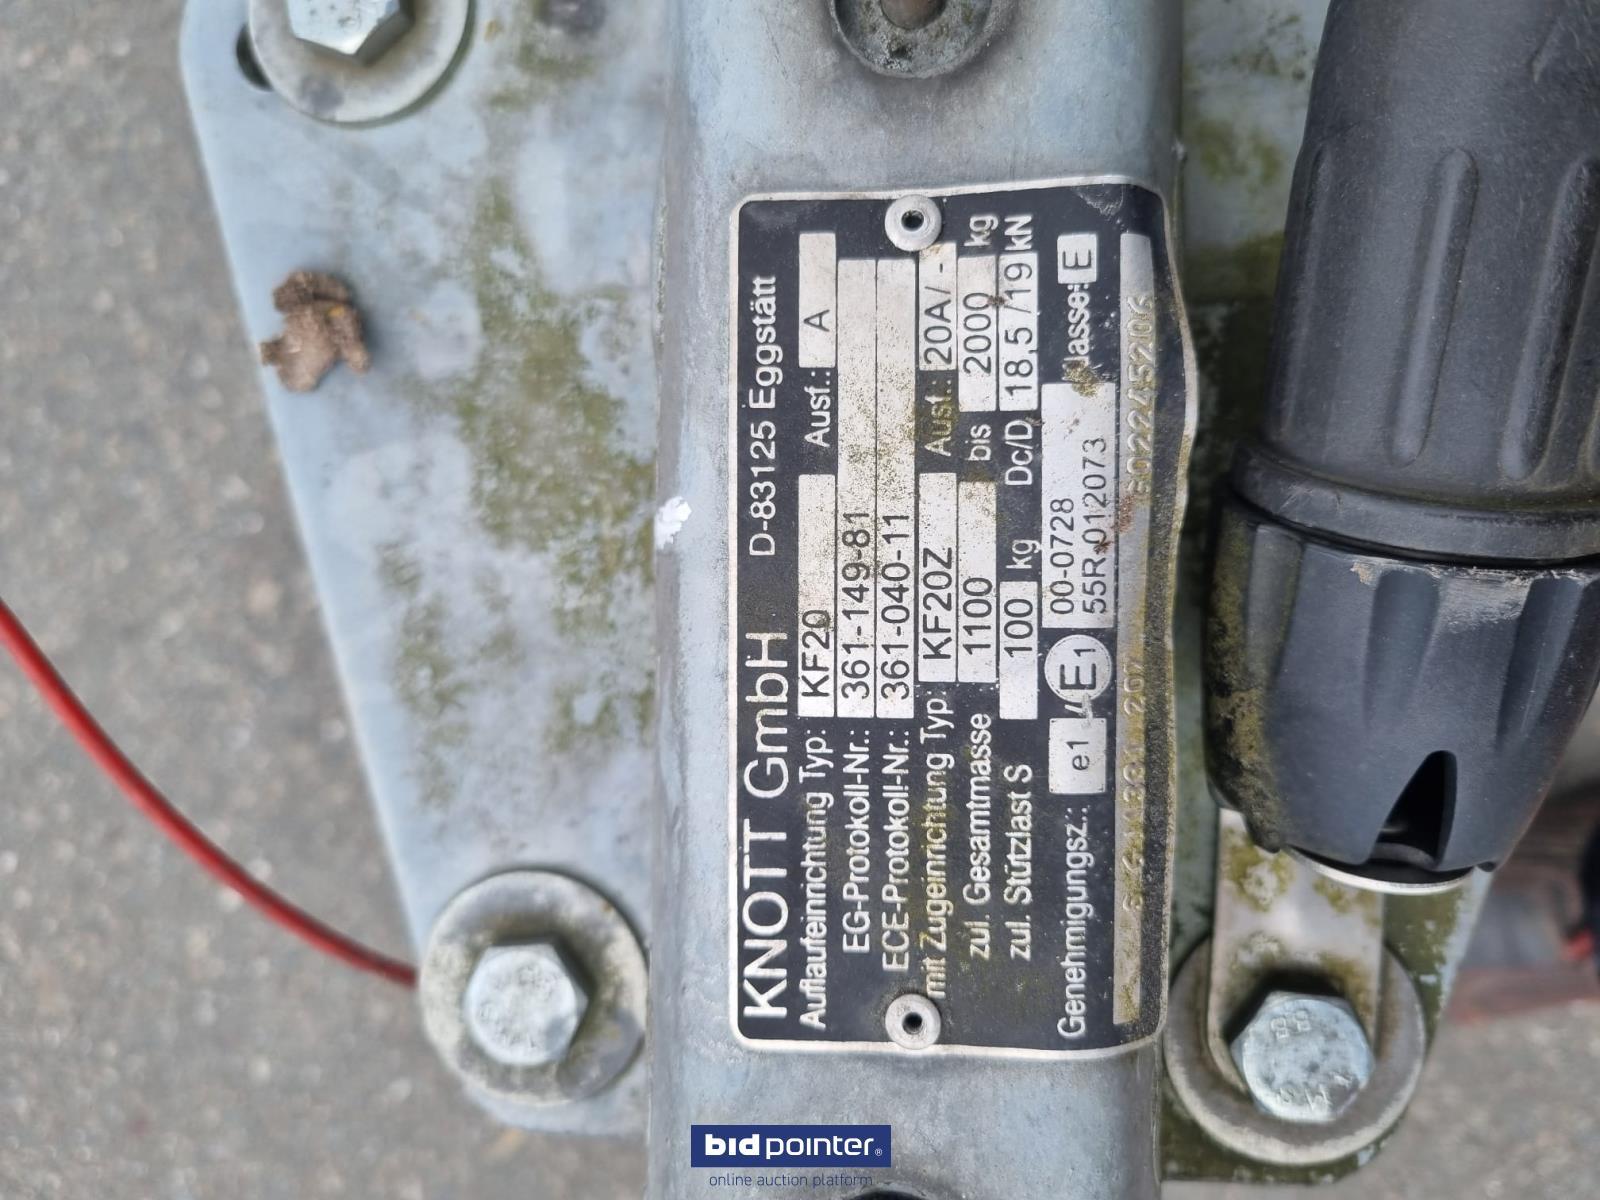 KNOTT GmbH D-83125 Eggstätt
Auflaufeinrichtung Typ: KF20 Ausf.: A
EG-Protokoll-Nr.: 361-149-81
ECE-Protokoll-Nr.: 361-040-11
mit Zugeinrichtung Typ: KF20Z Ausf.: 20A/ -
zul. Gesamtmasse 1100 bis 2000 kg
zul. Stützlast S 100 kg Dc/D 18,5 /19 kN
Genehmigungsz.: e1 E1 00-0728
55R-012073 Klasse: E
88
bidpointer®
online auction platform